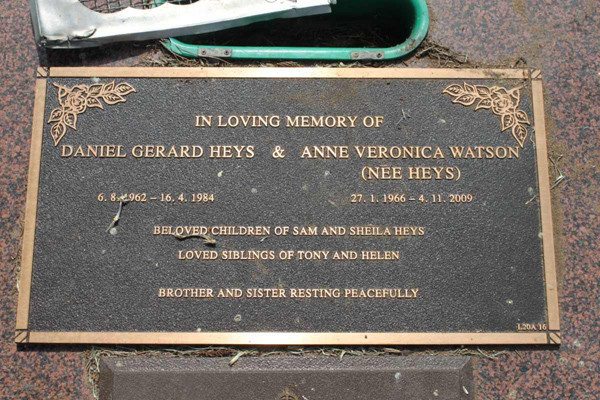 IN LOVING MEMORY OF
DANIEL GERARD HEYS & ANNE VERONICA WATSON
(NÉE HEYS)
6. 8. 1962 – 16. 4. 1984 27. 1. 1966 – 4. 11. 2009
BELOVED CHILDREN OF SAM AND SHEILA HEYS
LOVED SIBLINGS OF TONY AND HELEN
BROTHER AND SISTER RESTING PEACEFULLY
L20A 16